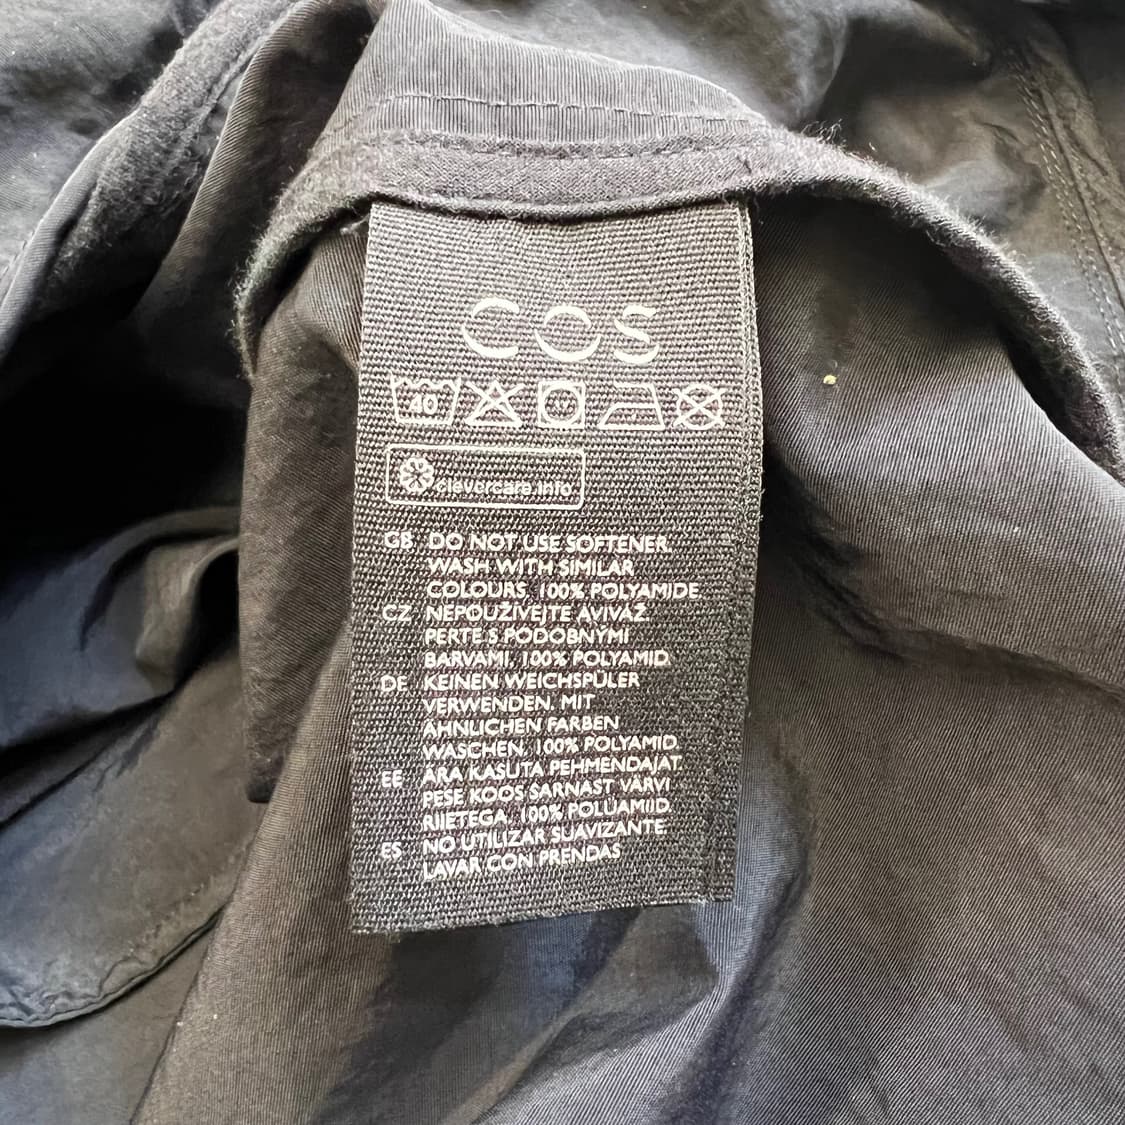 COS
40
clevercare.info
GB DO NOT USE SOFTENER.
WASH WITH SIMILAR
COLOURS. 100% POLYAMIDE
CZ NEPOUŽÍVEJTE AVIVÁŽ.
PERTE S PODOBNÝMI
BARVAMI. 100% POLYAMID
DE KEINEN WEICHSPÜLER
VERWENDEN. MIT
ÄHNLICHEN FARBEN
WASCHEN. 100% POLYAMID
EE ÄRA KASUTA PEHMENDAJAT.
PESE KOOS SARNAST VÄRVI
RIIETEGA. 100% POLÜAMIID
ES NO UTILIZAR SUAVIZANTE.
LAVAR CON PRENDAS